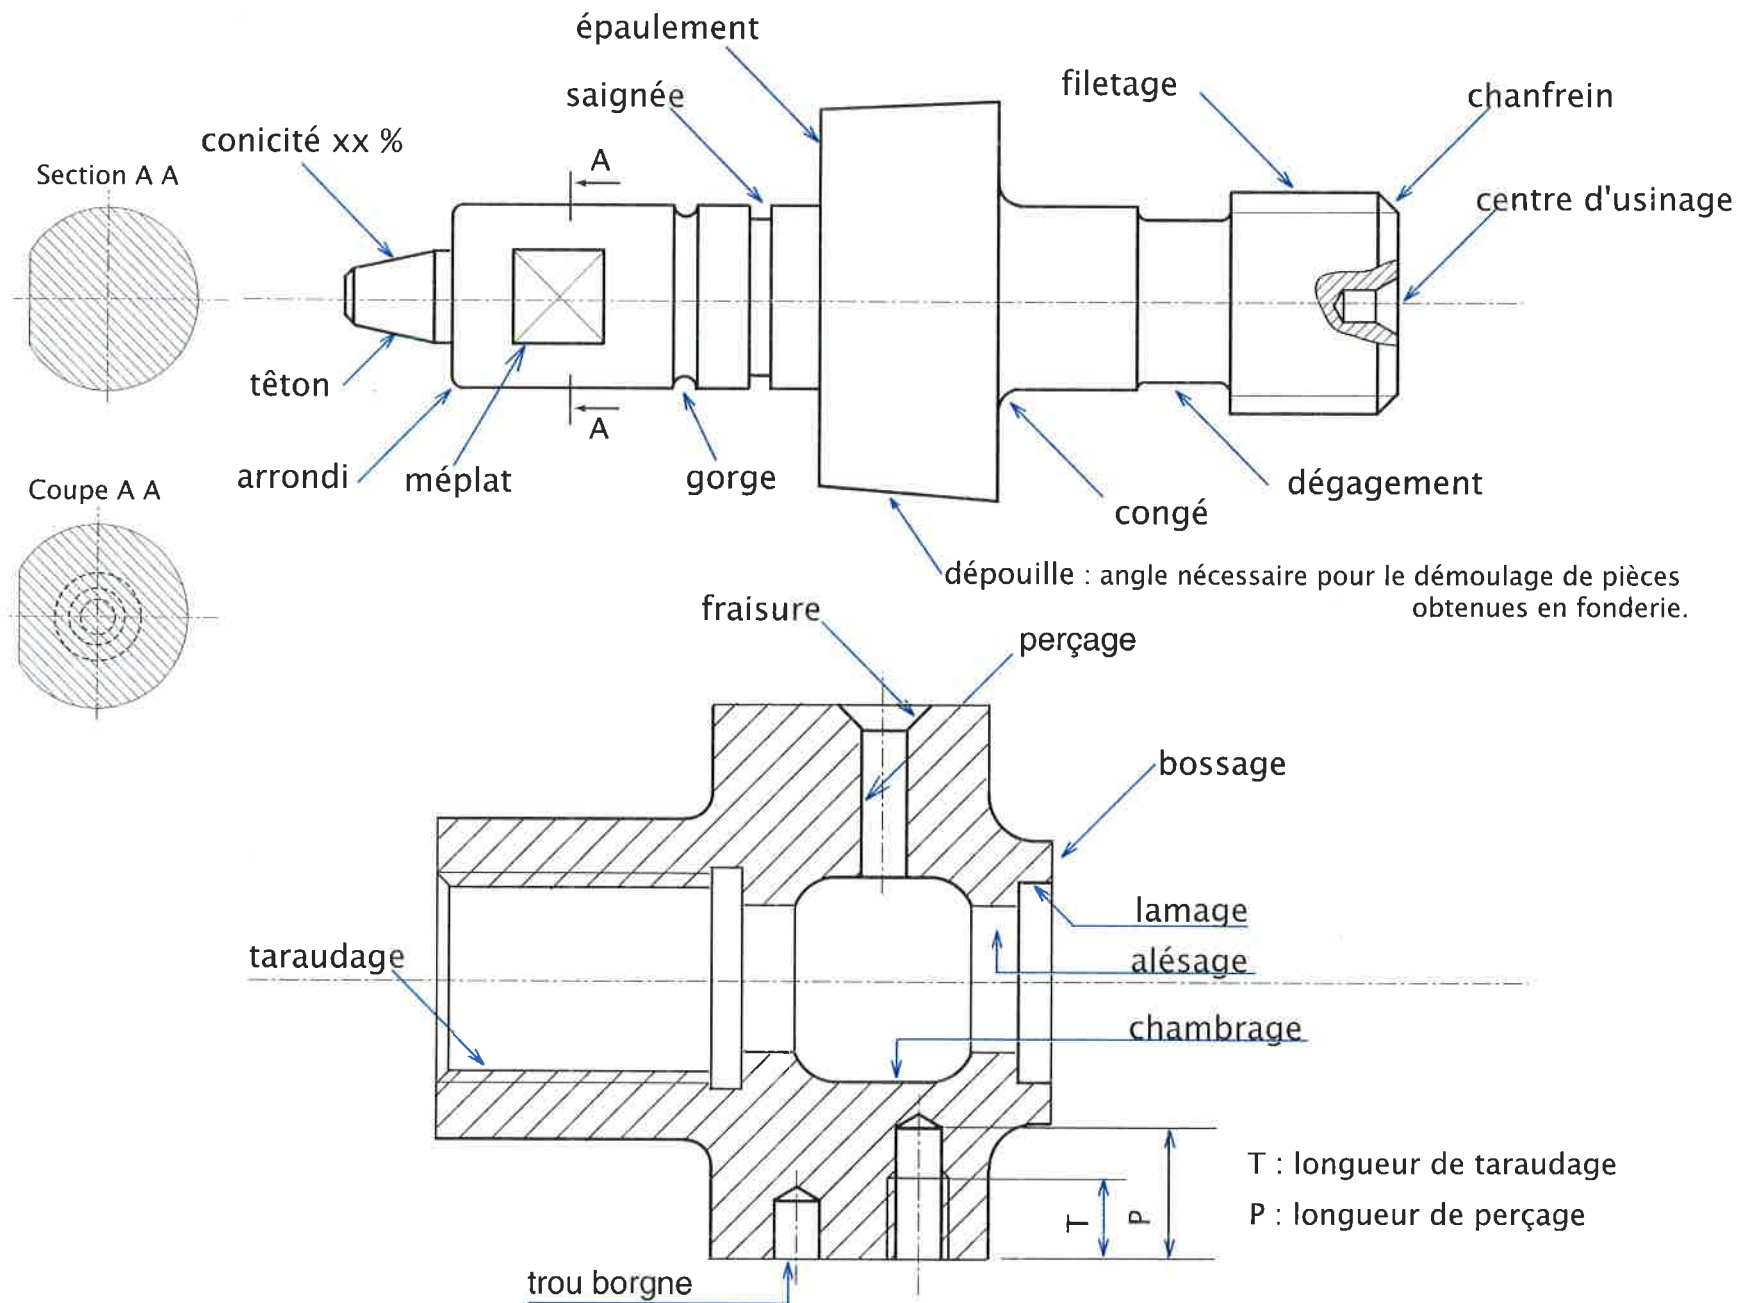 épaulement
saignée
filetage
chanfrein
conicité xx %
A
Section A A
centre d'usinage
têton
A
arrondi
méplat
gorge
dégagement
Coupe A A
congé
dépouille : angle nécessaire pour le démoulage de pièces
obtenues en fonderie.
fraisure
perçage
bossage
lamage
taraudage
alésage
chambrage
T : longueur de taraudage
T
P
P : longueur de perçage
trou borgne